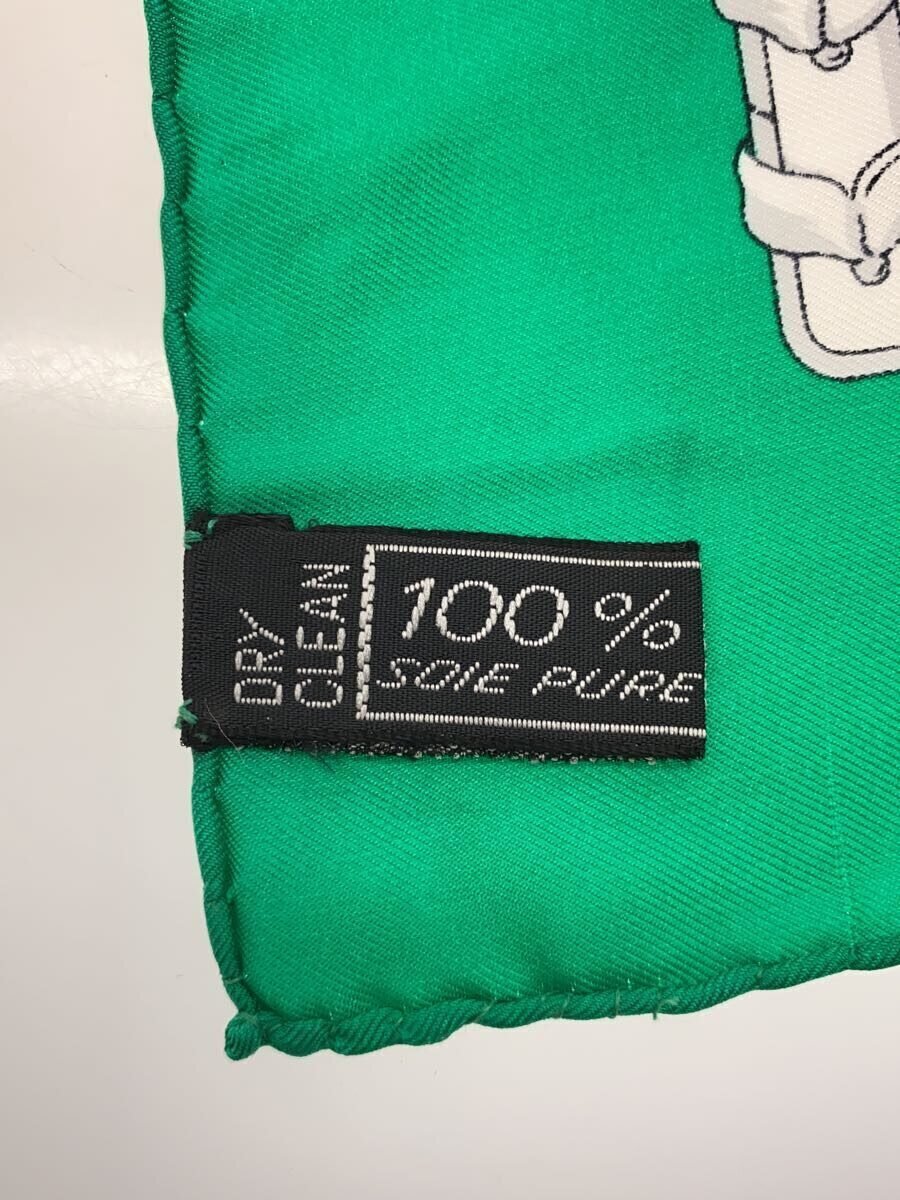 DRY
CLEAN
100 %
SOIE PURE